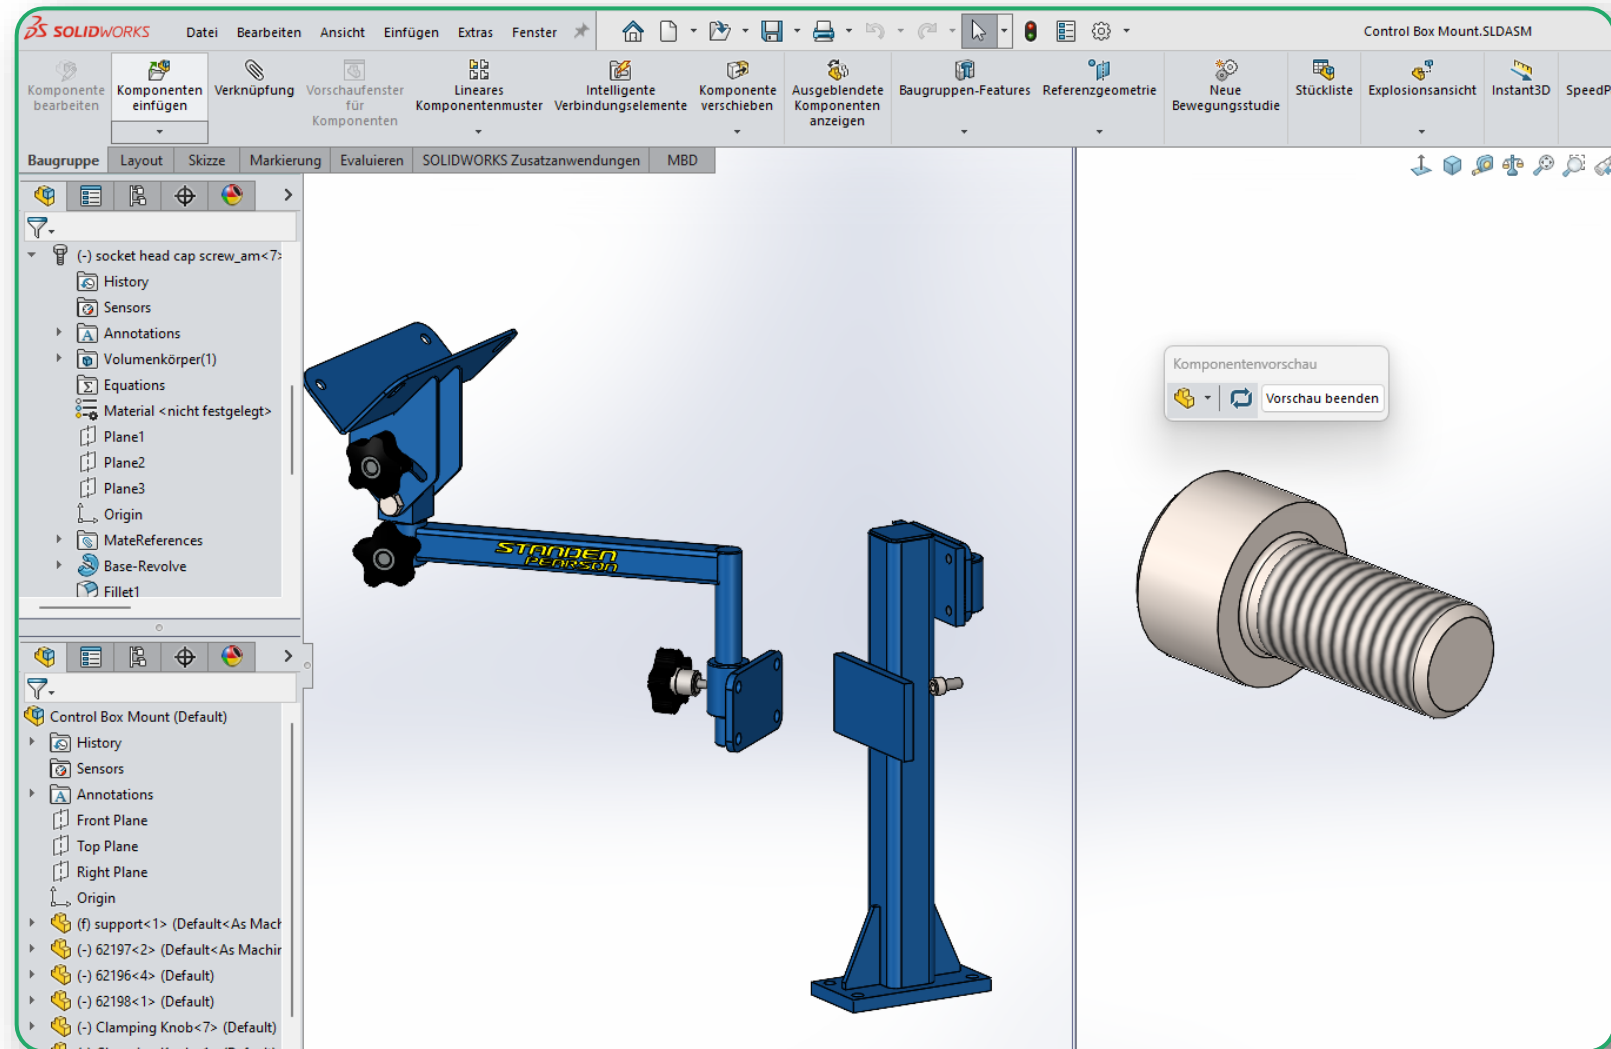 SOLIDWORKS Datei Bearbeiten Ansicht Einfügen Extras Fenster Control Box Mount.SLDASM
Komponente bearbeiten
Komponenten einfügen
Verknüpfung
Vorschaufenster für Komponenten
Lineares Komponentenmuster
Intelligente Verbindungselemente
Komponente verschieben
Ausgeblendete Komponenten anzeigen
Baugruppen-Features
Referenzgeometrie
Neue Bewegungsstudie
Stückliste
Explosionsansicht
Instant3D
SpeedP
Baugruppe Layout Skizze Markierung Evaluieren SOLIDWORKS Zusatzanwendungen MBD
(-) socket head cap screw_am<7>
History
Sensors
Annotations
Volumenkörper(1)
Equations
Material <nicht festgelegt>
Plane1
Plane2
Plane3
Origin
MateReferences
Base-Revolve
Fillet1
Control Box Mount (Default)
History
Sensors
Annotations
Front Plane
Top Plane
Right Plane
Origin
(f) support<1> (Default<As Mach
(-) 62197<2> (Default<As Machin
(-) 62196<4> (Default)
(-) 62198<1> (Default)
(-) Clamping Knob<7> (Default)
STANDEN
PEARSON
Komponentenvorschau
Vorschau beenden